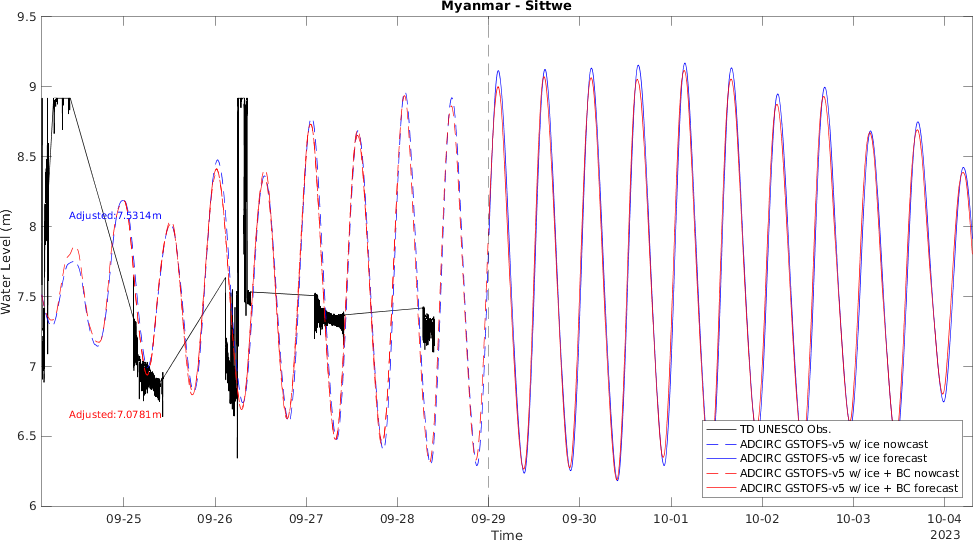 Myanmar - Sittwe
9.5
9
8.5
8
7.5
7
6.5
6
Water Level (m)
Adjusted:7.5314m
Adjusted:7.0781m
TD UNESCO Obs.
ADCIRC GSTOFS-v5 w/ ice nowcast
ADCIRC GSTOFS-v5 w/ ice forecast
ADCIRC GSTOFS-v5 w/ ice + BC nowcast
ADCIRC GSTOFS-v5 w/ ice + BC forecast
09-25 09-26 09-27 09-28 09-29 09-30 10-01 10-02 10-03 10-04
2023
Time